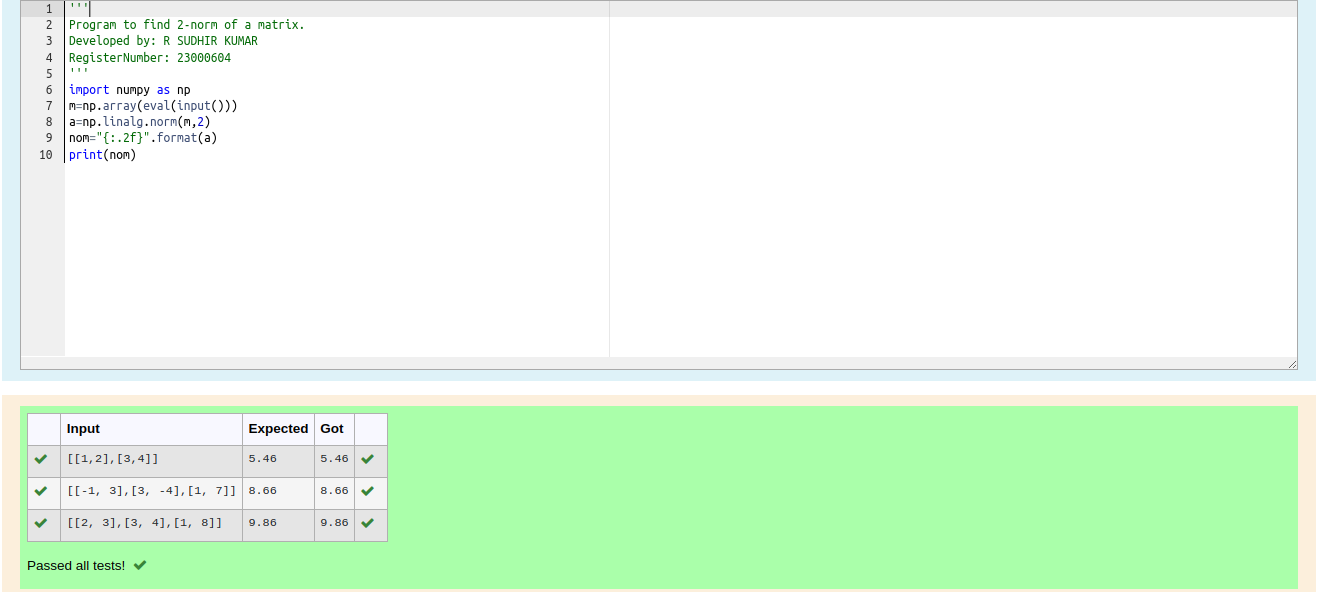 1 '''
2 Program to find 2-norm of a matrix.
3 Developed by: R SUDHIR KUMAR
4 RegisterNumber: 23000604
5 '''
6 import numpy as np
7 m=np.array(eval(input()))
8 a=np.linalg.norm(m,2)
9 nom="{:.2f}".format(a)
10 print(nom)
Input Expected Got
[[1,2],[3,4]] 5.46 5.46
[[-1, 3],[3, -4],[1, 7]] 8.66 8.66
[[2, 3],[3, 4],[1, 8]] 9.86 9.86
Passed all tests!